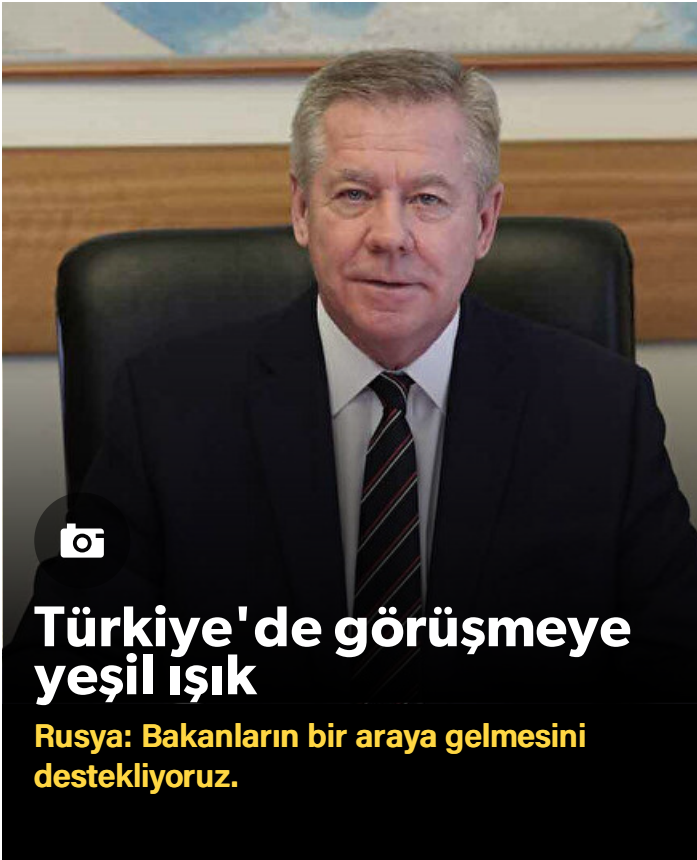 Türkiye'de görüşmeye
yeşil ışık
Rusya: Bakanların bir araya gelmesini
destekliyoruz.